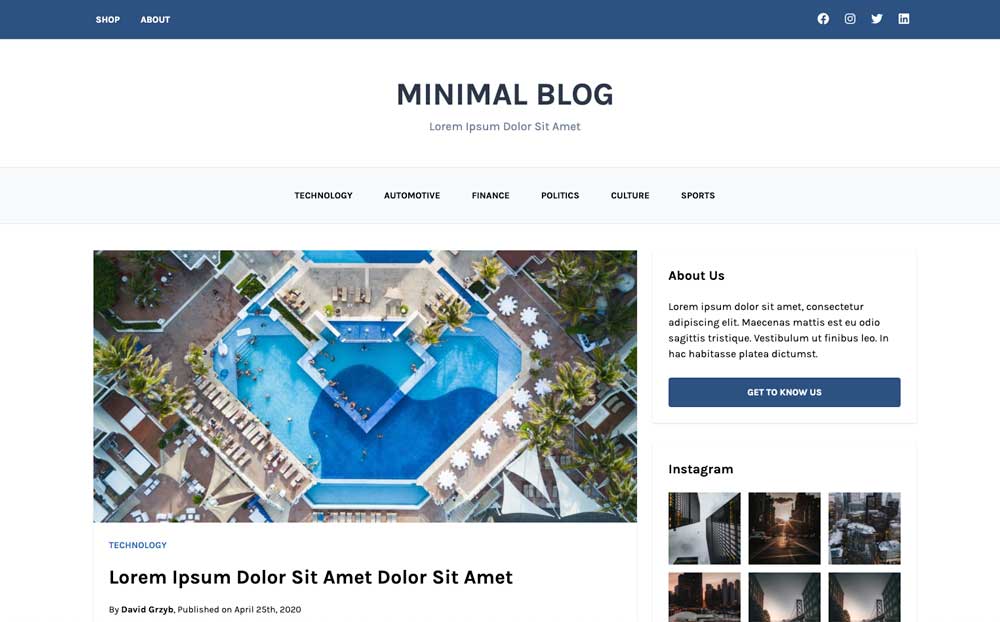 SHOP ABOUT
MINIMAL BLOG
Lorem Ipsum Dolor Sit Amet
TECHNOLOGY AUTOMOTIVE FINANCE POLITICS CULTURE SPORTS
TECHNOLOGY
Lorem Ipsum Dolor Sit Amet Dolor Sit Amet
By David Grzyb, Published on April 25th, 2020
About Us
Lorem ipsum dolor sit amet, consectetur
adipiscing elit. Maecenas mattis est eu odio
sagittis tristique. Vestibulum ut finibus leo. In
hac habitasse platea dictumst.
GET TO KNOW US
Instagram